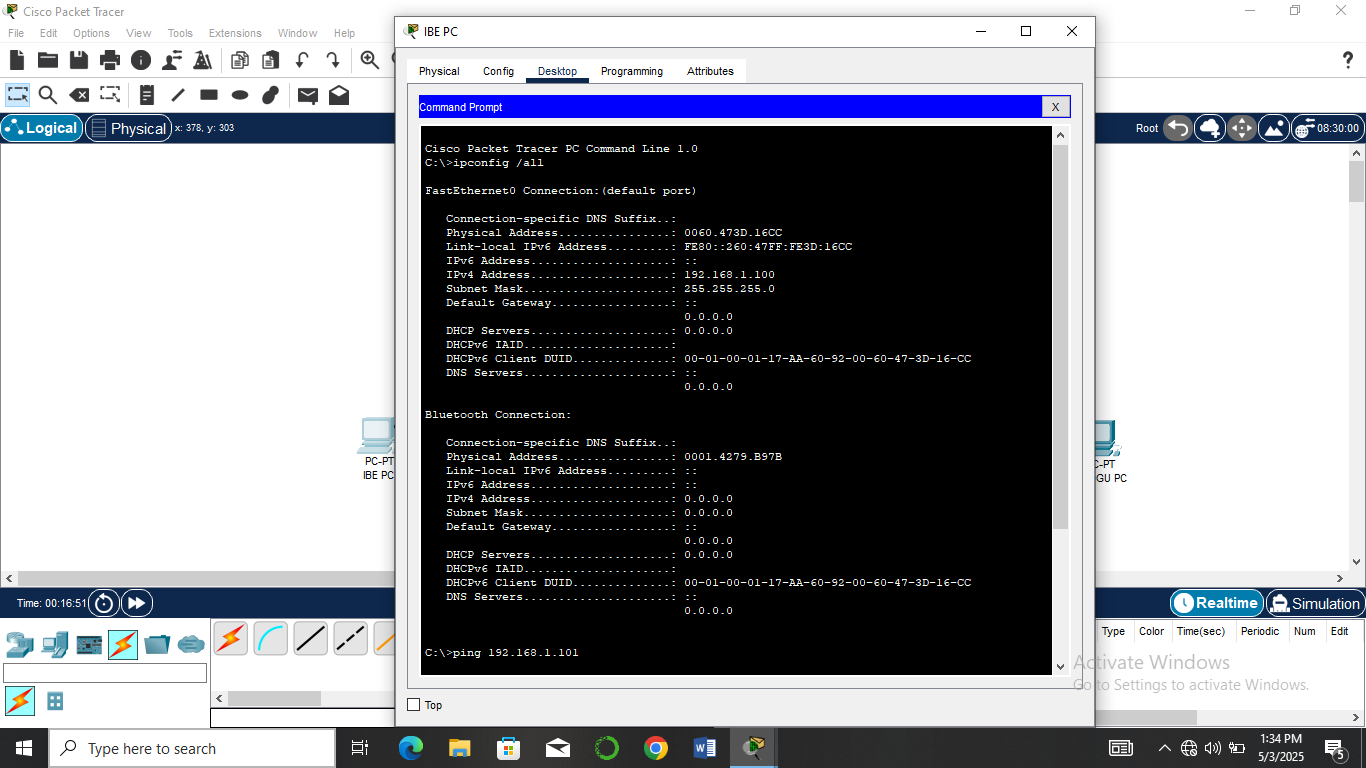 Cisco Packet Tracer
File Edit Options View Tools Extensions Window Help
Logical
Physical
x: 378, y: 303
Root
08:30:00
IBE PC
Physical Config Desktop Programming Attributes
Command Prompt
X
Cisco Packet Tracer PC Command Line 1.0
C:\>ipconfig /all
FastEthernet0 Connection:(default port)
Connection-specific DNS Suffix..:
Physical Address................: 0060.473D.16CC
Link-local IPv6 Address.........: FE80::260:47FF:FE3D:16CC
IPv6 Address....................: ::
IPv4 Address....................: 192.168.1.100
Subnet Mask.....................: 255.255.255.0
Default Gateway.................: ::
0.0.0.0
DHCP Servers....................: 0.0.0.0
DHCPv6 IAID.....................:
DHCPv6 Client DUID..............: 00-01-00-01-17-AA-60-92-00-60-47-3D-16-CC
DNS Servers.....................: ::
0.0.0.0
Bluetooth Connection:
Connection-specific DNS Suffix..:
Physical Address................: 0001.4279.B97B
Link-local IPv6 Address.........: ::
IPv6 Address....................: ::
IPv4 Address....................: 0.0.0.0
Subnet Mask.....................: 0.0.0.0
Default Gateway.................: ::
0.0.0.0
DHCP Servers....................: 0.0.0.0
DHCPv6 IAID.....................:
DHCPv6 Client DUID..............: 00-01-00-01-17-AA-60-92-00-60-47-3D-16-CC
DNS Servers.....................: ::
0.0.0.0
C:\>ping 192.168.1.101
Top
PC-PT
IBE PC
-PT
GU PC
Time: 00:16:51
Realtime
Simulation
Type Color Time(sec) Periodic Num Edit
Activate Windows
Go to Settings to activate Windows.
Type here to search
1:34 PM
5/3/2025
5